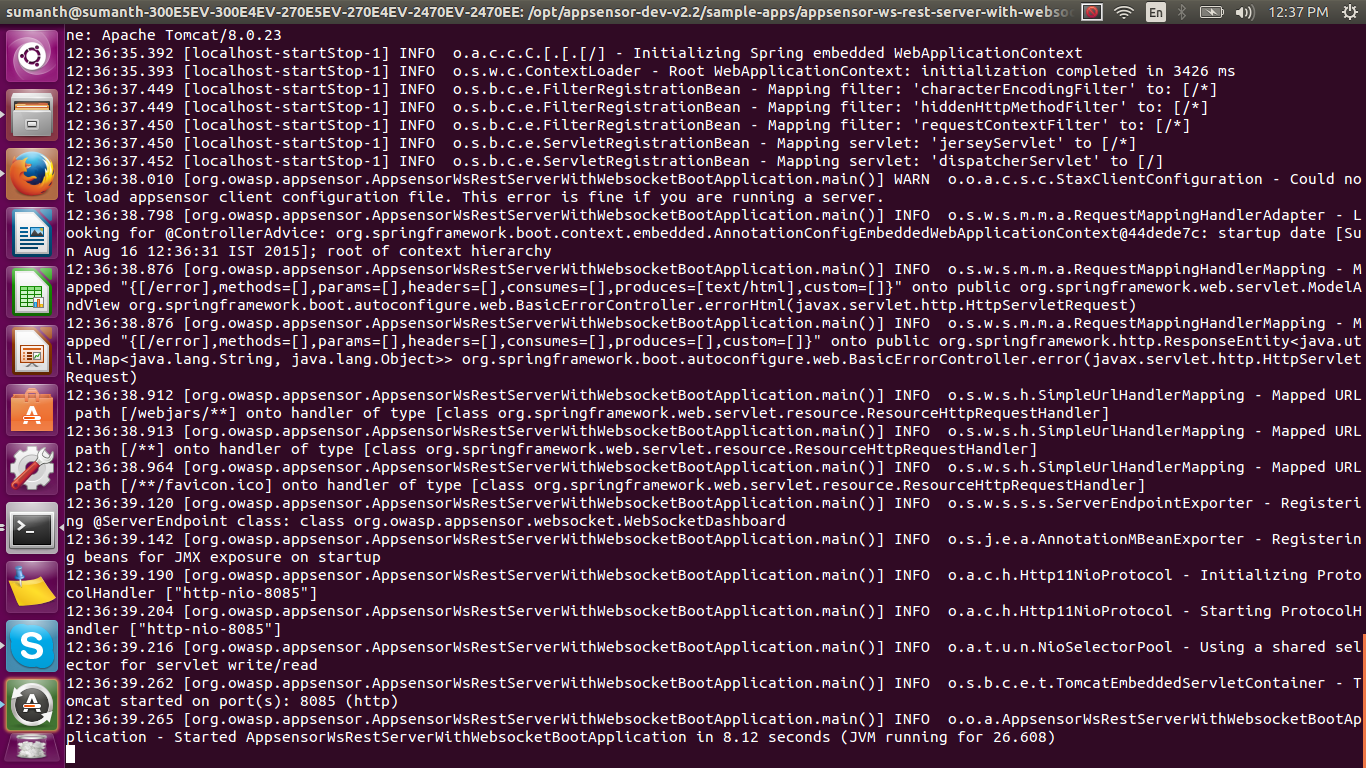 sumanth@sumanth-300E5EV-300E4EV-270E5EV-270E4EV-2470EV-2470EE: /opt/appsensor-dev-v2.2/sample-apps/appsensor-ws-rest-server-with-webso
En
12:37 PM
ne: Apache Tomcat/8.0.23
12:36:35.392 [localhost-startStop-1] INFO  o.a.c.c.C.[.[.[/] - Initializing Spring embedded WebApplicationContext
12:36:35.393 [localhost-startStop-1] INFO  o.s.w.c.ContextLoader - Root WebApplicationContext: initialization completed in 3426 ms
12:36:37.449 [localhost-startStop-1] INFO  o.s.b.c.e.FilterRegistrationBean - Mapping filter: 'characterEncodingFilter' to: [/*]
12:36:37.449 [localhost-startStop-1] INFO  o.s.b.c.e.FilterRegistrationBean - Mapping filter: 'hiddenHttpMethodFilter' to: [/*]
12:36:37.450 [localhost-startStop-1] INFO  o.s.b.c.e.FilterRegistrationBean - Mapping filter: 'requestContextFilter' to: [/*]
12:36:37.450 [localhost-startStop-1] INFO  o.s.b.c.e.ServletRegistrationBean - Mapping servlet: 'jerseyServlet' to [/*]
12:36:37.452 [localhost-startStop-1] INFO  o.s.b.c.e.ServletRegistrationBean - Mapping servlet: 'dispatcherServlet' to [/]
12:36:38.010 [org.owasp.appsensor.AppsensorWsRestServerWithWebsocketBootApplication.main()] WARN  o.o.a.c.s.c.StaxClientConfiguration - Could no
t load appsensor client configuration file. This error is fine if you are running a server.
12:36:38.798 [org.owasp.appsensor.AppsensorWsRestServerWithWebsocketBootApplication.main()] INFO  o.s.w.s.m.m.a.RequestMappingHandlerAdapter - L
ooking for @ControllerAdvice: org.springframework.boot.context.embedded.AnnotationConfigEmbeddedWebApplicationContext@44dede7c: startup date [Su
n Aug 16 12:36:31 IST 2015]; root of context hierarchy
12:36:38.876 [org.owasp.appsensor.AppsensorWsRestServerWithWebsocketBootApplication.main()] INFO  o.s.w.s.m.m.a.RequestMappingHandlerMapping - M
apped "{[/error],methods=[],params=[],headers=[],consumes=[],produces=[text/html],custom=[]}" onto public org.springframework.web.servlet.ModelA
ndView org.springframework.boot.autoconfigure.web.BasicErrorController.errorHtml(javax.servlet.http.HttpServletRequest)
12:36:38.876 [org.owasp.appsensor.AppsensorWsRestServerWithWebsocketBootApplication.main()] INFO  o.s.w.s.m.m.a.RequestMappingHandlerMapping - M
apped "{[/error],methods=[],params=[],headers=[],consumes=[],produces=[],custom=[]}" onto public org.springframework.http.ResponseEntity<java.ut
il.Map<java.lang.String, java.lang.Object>> org.springframework.boot.autoconfigure.web.BasicErrorController.error(javax.servlet.http.HttpServlet
Request)
12:36:38.912 [org.owasp.appsensor.AppsensorWsRestServerWithWebsocketBootApplication.main()] INFO  o.s.w.s.h.SimpleUrlHandlerMapping - Mapped URL
 path [/webjars/**] onto handler of type [class org.springframework.web.servlet.resource.ResourceHttpRequestHandler]
12:36:38.913 [org.owasp.appsensor.AppsensorWsRestServerWithWebsocketBootApplication.main()] INFO  o.s.w.s.h.SimpleUrlHandlerMapping - Mapped URL
 path [/**] onto handler of type [class org.springframework.web.servlet.resource.ResourceHttpRequestHandler]
12:36:38.964 [org.owasp.appsensor.AppsensorWsRestServerWithWebsocketBootApplication.main()] INFO  o.s.w.s.h.SimpleUrlHandlerMapping - Mapped URL
 path [/**/favicon.ico] onto handler of type [class org.springframework.web.servlet.resource.ResourceHttpRequestHandler]
12:36:39.120 [org.owasp.appsensor.AppsensorWsRestServerWithWebsocketBootApplication.main()] INFO  o.s.w.s.s.s.ServerEndpointExporter - Registeri
ng @ServerEndpoint class: class org.owasp.appsensor.websocket.WebSocketDashboard
12:36:39.142 [org.owasp.appsensor.AppsensorWsRestServerWithWebsocketBootApplication.main()] INFO  o.s.j.e.a.AnnotationMBeanExporter - Registerin
g beans for JMX exposure on startup
12:36:39.190 [org.owasp.appsensor.AppsensorWsRestServerWithWebsocketBootApplication.main()] INFO  o.a.c.h.Http11NioProtocol - Initializing Proto
colHandler ["http-nio-8085"]
12:36:39.204 [org.owasp.appsensor.AppsensorWsRestServerWithWebsocketBootApplication.main()] INFO  o.a.c.h.Http11NioProtocol - Starting ProtocolH
andler ["http-nio-8085"]
12:36:39.216 [org.owasp.appsensor.AppsensorWsRestServerWithWebsocketBootApplication.main()] INFO  o.a.t.u.n.NioSelectorPool - Using a shared sel
ector for servlet write/read
12:36:39.262 [org.owasp.appsensor.AppsensorWsRestServerWithWebsocketBootApplication.main()] INFO  o.s.b.c.e.t.TomcatEmbeddedServletContainer - T
omcat started on port(s): 8085 (http)
12:36:39.265 [org.owasp.appsensor.AppsensorWsRestServerWithWebsocketBootApplication.main()] INFO  o.o.a.AppsensorWsRestServerWithWebsocketBootAp
plication - Started AppsensorWsRestServerWithWebsocketBootApplication in 8.12 seconds (JVM running for 26.608)